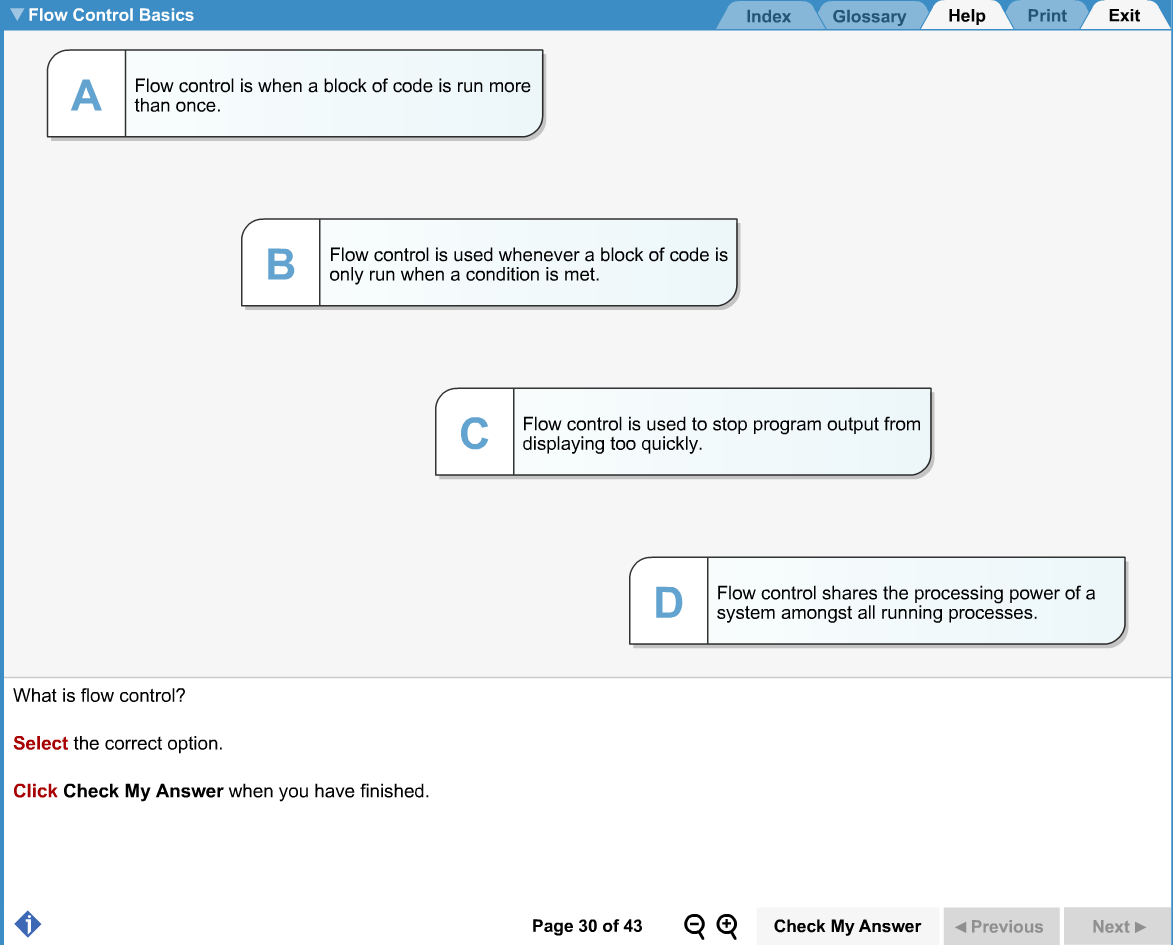 Flow Control Basics
Index
Glossary
Help
Print
Exit
A
Flow control is when a block of code is run more
than once.
B
Flow control is used whenever a block of code is
only run when a condition is met.
C
Flow control is used to stop program output from
displaying too quickly.
D
Flow control shares the processing power of a
system amongst all running processes.
What is flow control?
Select the correct option.
Click Check My Answer when you have finished.
i
Page 30 of 43
Check My Answer
Previous
Next